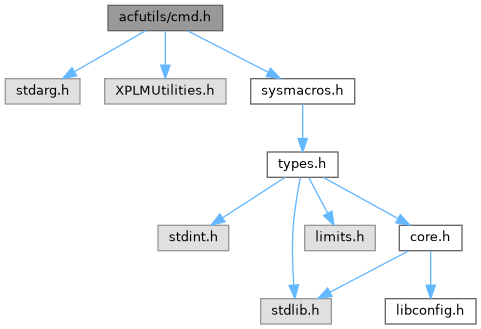 acfutils/cmd.h
stdarg.h
XPLMUtilities.h
sysmacros.h
types.h
stdint.h
limits.h
core.h
stdlib.h
libconfig.h